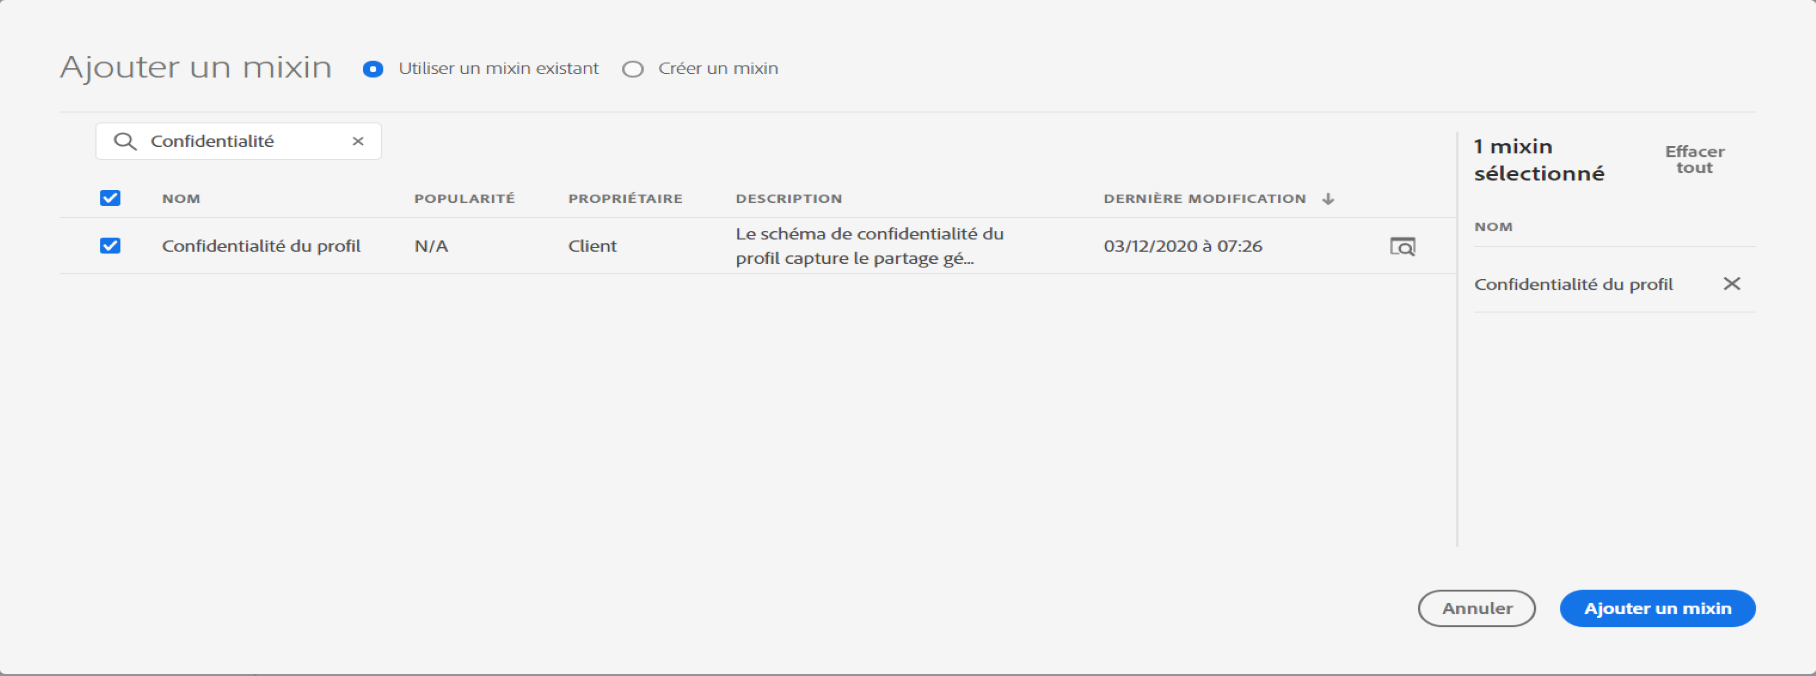 Ajouter un mixin Utiliser un mixin existant Créer un mixin
Confidentialité
NOM POPULARITÉ PROPRIÉTAIRE DESCRIPTION DERNIÈRE MODIFICATION
Confidentialité du profil N/A Client Le schéma de confidentialité du
profil capture le partage gé... 03/12/2020 à 07:26
1 mixin
sélectionné
Effacer
tout
NOM
Confidentialité du profil
Annuler Ajouter un mixin